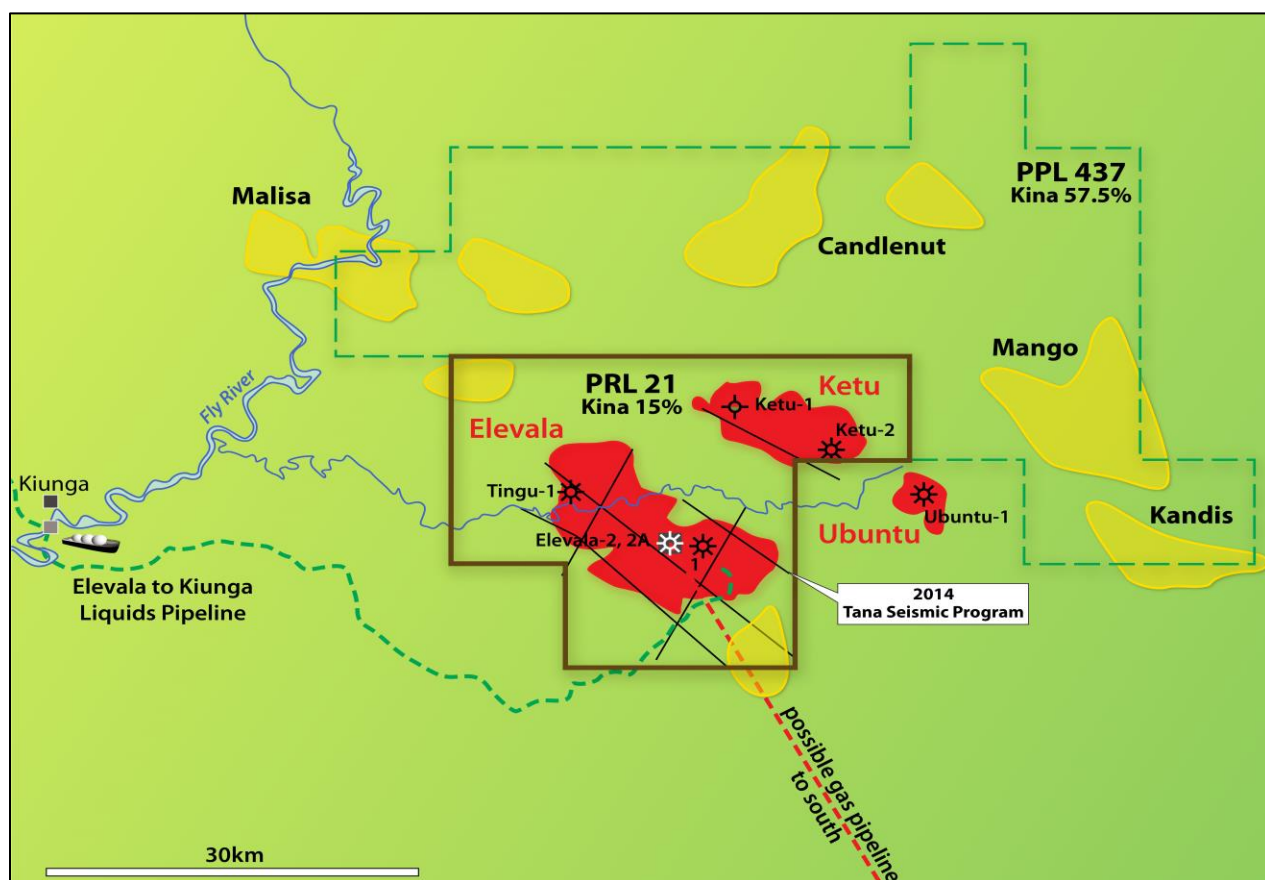 PPL 437
Kina 57.5%
Malisa
Candlenut
Mango
PRL 21
Kina 15%
Ketu
Ketu-1
Ketu-2
Fly River
Elevala
Kiunga
Tingu-1
Ubuntu-1
Kandis
Ubuntu
Elevala-2, 2A
1
Elevala to Kiunga
Liquids Pipeline
2014
Tana Seismic Program
possible gas pipeline
to south
30km